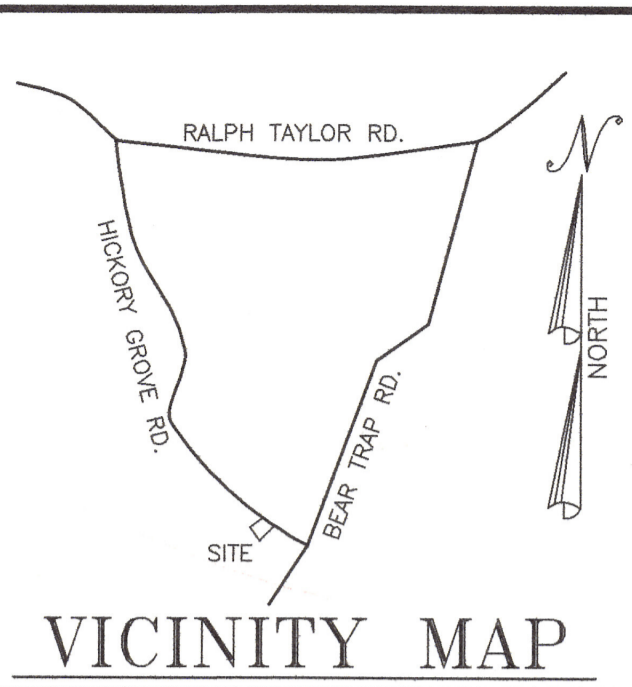 RALPH TAYLOR RD.
N
HICKORY GROVE RD.
NORTH
BEAR TRAP RD.
SITE
VICINITY MAP